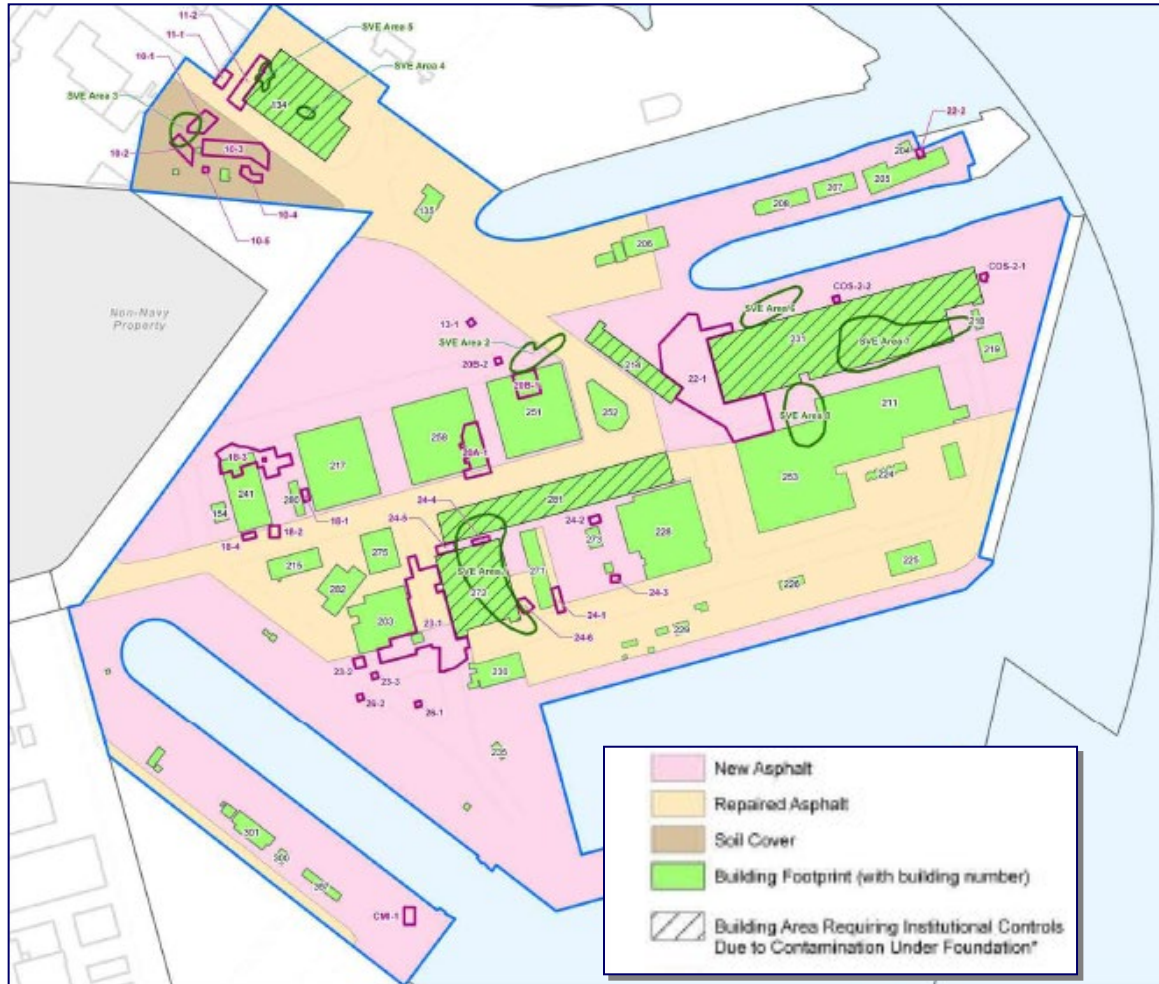 11-2
SVE Area 5
11-1
10-1
SVE Area 4
SVE Area 3
134
10-2
10-3
10-4
10-5
135
22-2
204
205
207
208
206
Non-Navy
Property
COS-2-1
COS-2-2
SVE Area 6
231
SVE Area 7
218
219
13-1
SVE Area 2
20B-2
20B-1
251
214
22-1
252
SVE Area 8
211
258
20A-1
217
18-3
241
280
18-1
154
18-2
18-4
281
253
224
24-4
24-5
24-2
273
228
215
275
282
203
272
271
24-3
225
226
24-1
24-6
229
23-1
23-2
23-3
230
26-2
26-1
235
301
300
CMI-1
New Asphalt
Repaired Asphalt
Soil Cover
Building Footprint (with building number)
Building Area Requiring Institutional Controls
Due to Contamination Under Foundation*